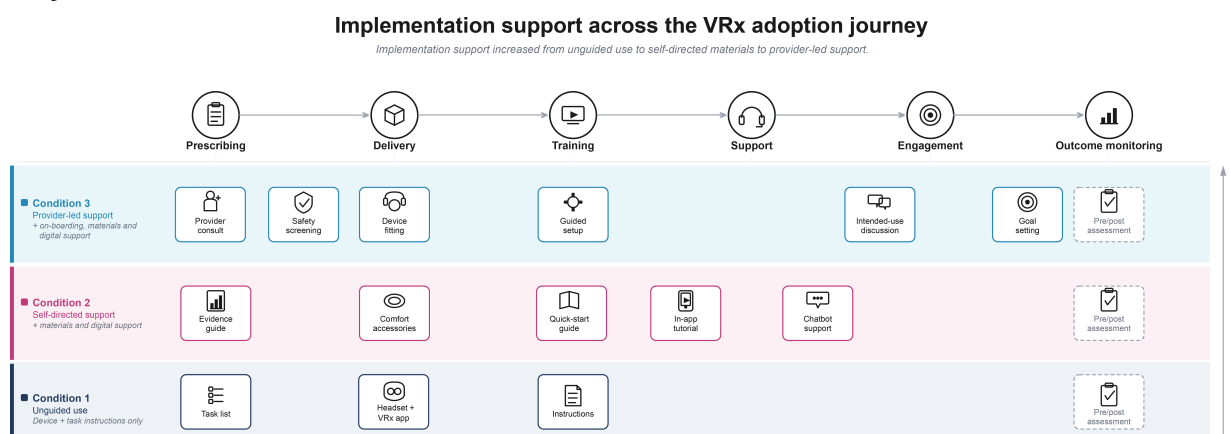 Implementation support across the VRx adoption journey
Implementation support increased from unguided use to self-directed materials to provider-led support.
Prescribing
Delivery
Training
Support
Engagement
Outcome monitoring
Condition 3
Provider-led support
+ on-boarding, materials and
digital support
Provider
consult
Safety
screening
Device
fitting
Guided
setup
Intended-use
discussion
Goal
setting
Pre/post
assessment
Condition 2
Self-directed support
+ materials and digital support
Evidence
guide
Comfort
accessories
Quick-start
guide
In-app
tutorial
Chatbot
support
Pre/post
assessment
Condition 1
Unguided use
Device + task instructions only
Task list
Headset +
VRx app
Instructions
Pre/post
assessment